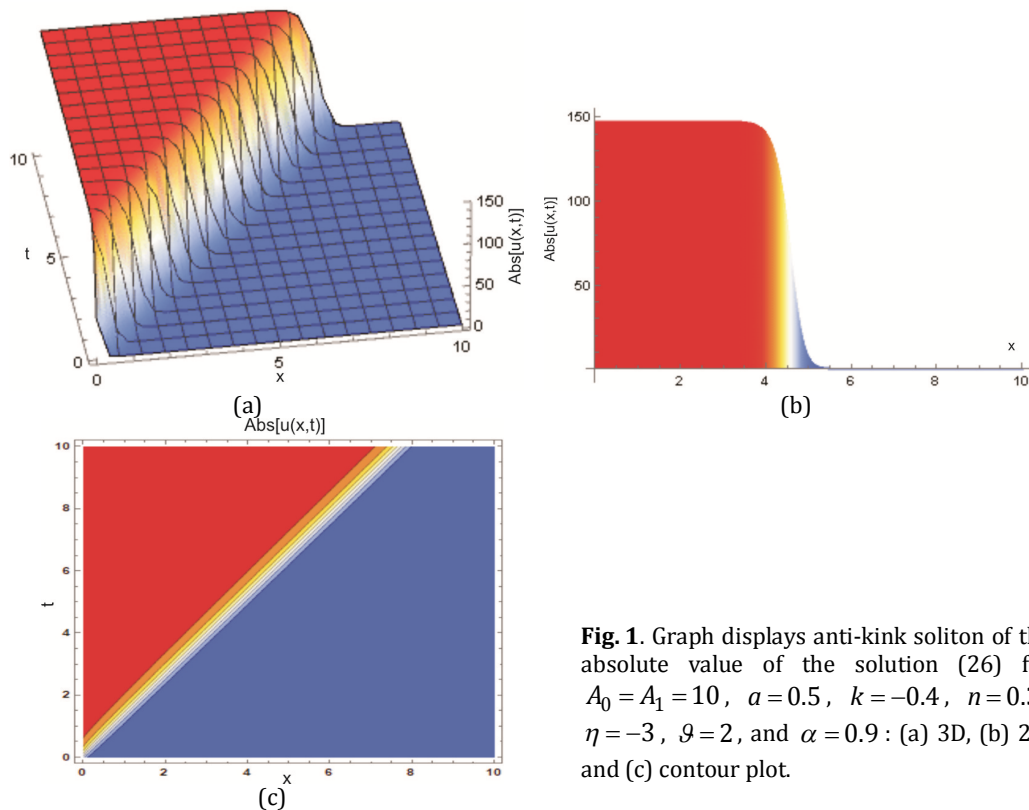 10
t
5
0
0
5
10
x
150
100
50
0
Abs[u(x,t)]
(a)
150
100
50
Abs[u(x,t)]
2
4
6
8
10
x
(b)
Abs[u(x,t)]
10
8
6
4
2
0
t
0
2
4
6
8
10
x
(c)
Fig. 1. Graph displays anti-kink soliton of th
absolute value of the solution (26) f
A₀ = A₁ = 10, a = 0.5, k = −0.4, n = 0.3
η = −3, ϑ = 2, and α = 0.9 : (a) 3D, (b) 2
and (c) contour plot.